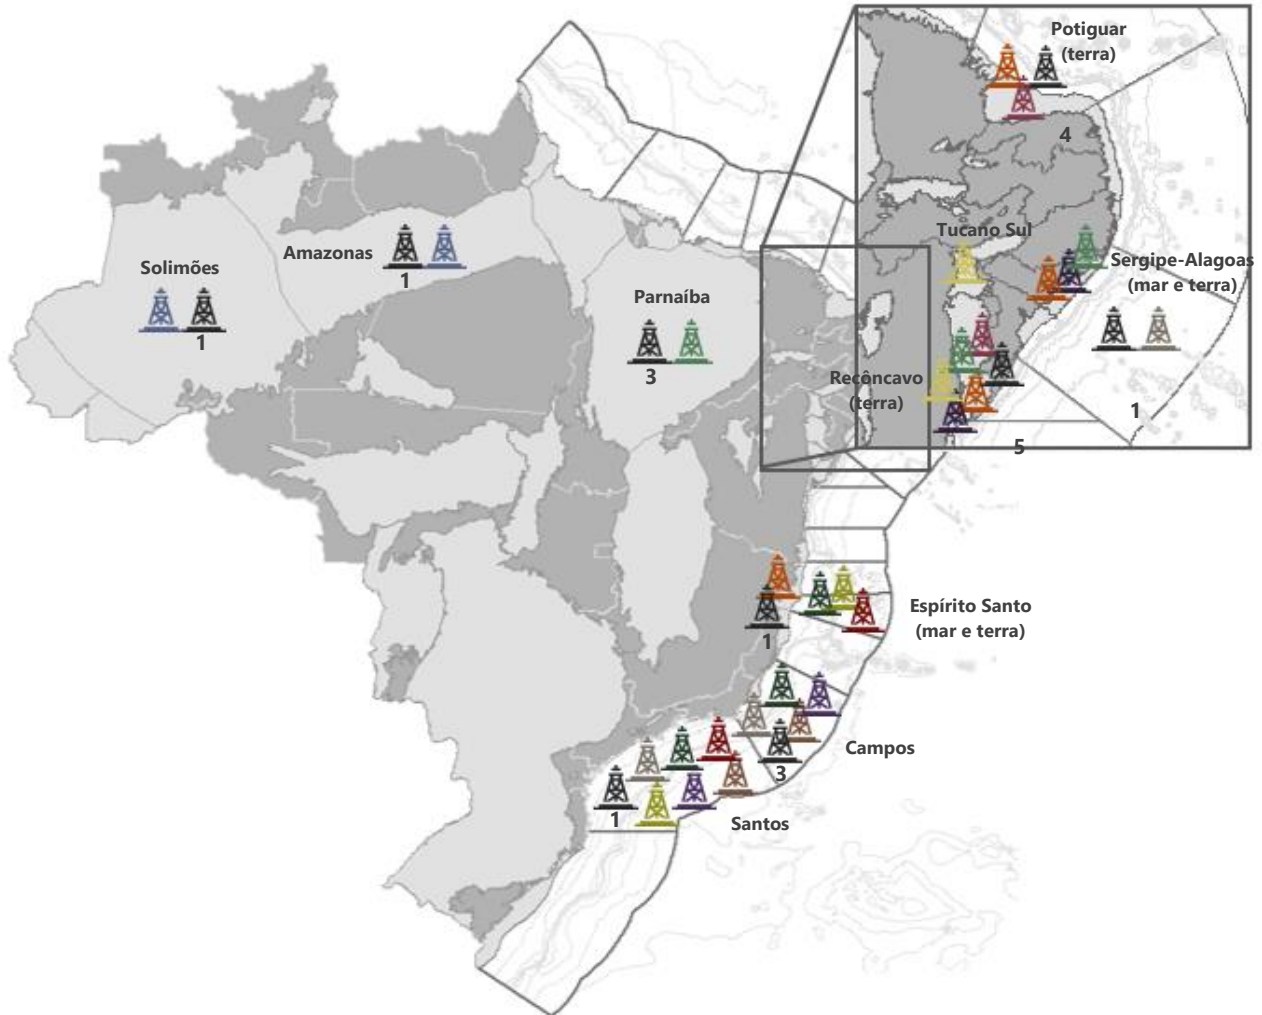 Potiguar
(terra)
4
Tucano Sul
Sergipe-Alagoas
(mar e terra)
Amazonas
1
Solimões
1
Parnaíba
3
Recôncavo
(terra)
1
5
Espírito Santo
(mar e terra)
1
Campos
3
Santos
1